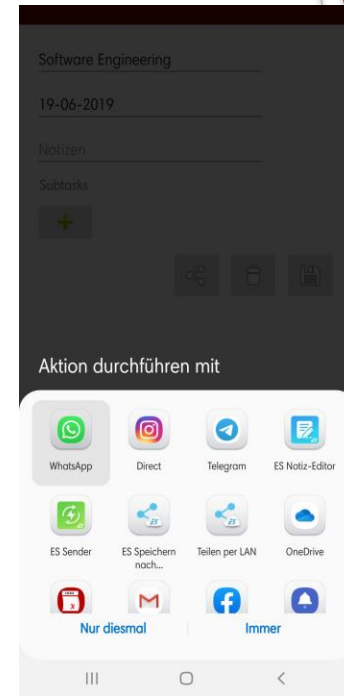 Software Engineering
19-06-2019
Notizen
Subtasks
Aktion durchführen mit
WhatsApp
Direct
Telegram
ES Notiz-Editor
ES Sender
ES Speichern nach...
Teilen per LAN
OneDrive
Nur diesmal
Immer